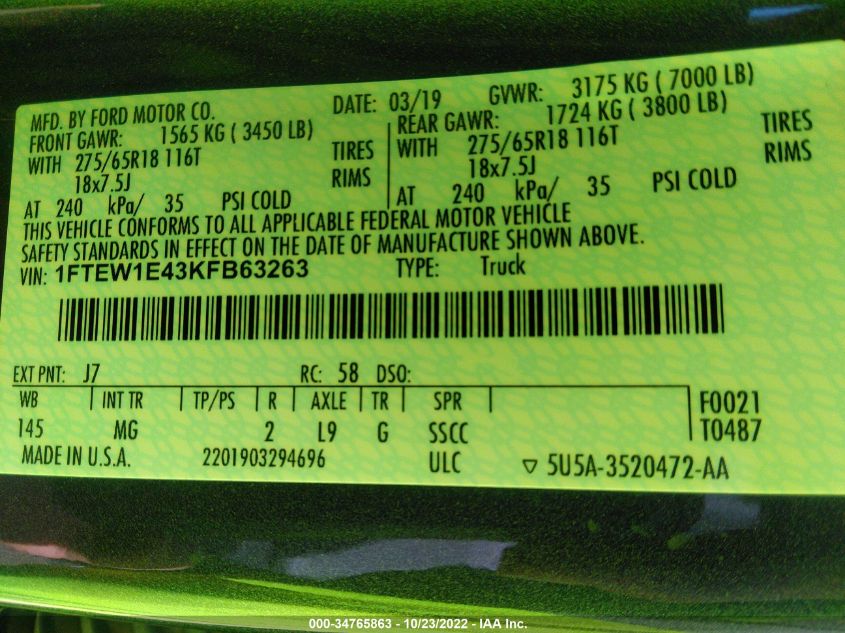 MFD. BY FORD MOTOR CO. DATE: 03/19 GVWR: 3175 KG ( 7000 LB)
FRONT GAWR: 1565 KG ( 3450 LB) REAR GAWR: 1724 KG ( 3800 LB)
WITH 275/65R18 116T TIRES WITH 275/65R18 116T TIRES
18x7.5J RIMS 18x7.5J RIMS
AT 240 kPa/ 35 PSI COLD AT 240 kPa/ 35 PSI COLD
THIS VEHICLE CONFORMS TO ALL APPLICABLE FEDERAL MOTOR VEHICLE
SAFETY STANDARDS IN EFFECT ON THE DATE OF MANUFACTURE SHOWN ABOVE.
VIN: 1FTEW1E43KFB63263 TYPE: Truck
EXT PNT: J7 RC: 58 DSO:
WB INT TR TP/PS R AXLE TR SPR F0021
145 MG 2 L9 G SSCC T0487
MADE IN U.S.A. 2201903294696 ULC ▽ 5U5A-3520472-AA
000-34765863 - 10/23/2022 - IAA Inc.